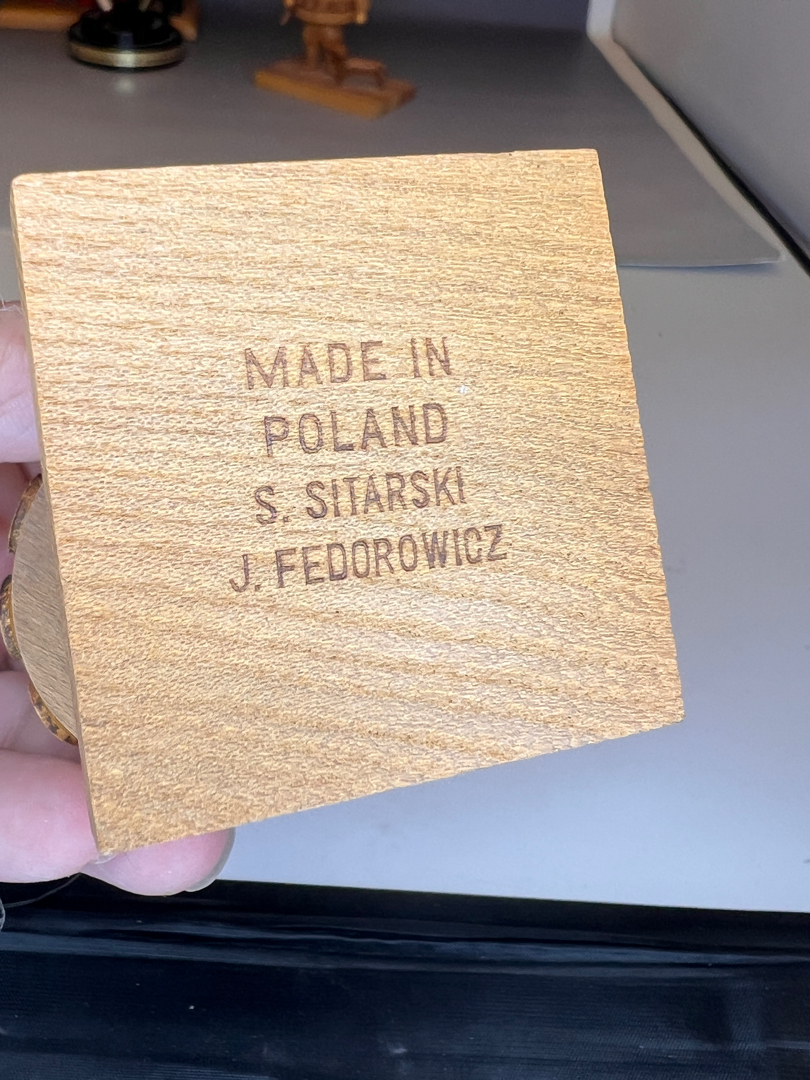 MADE IN
POLAND
S. SITARSKI
J. FEDOROWICZ